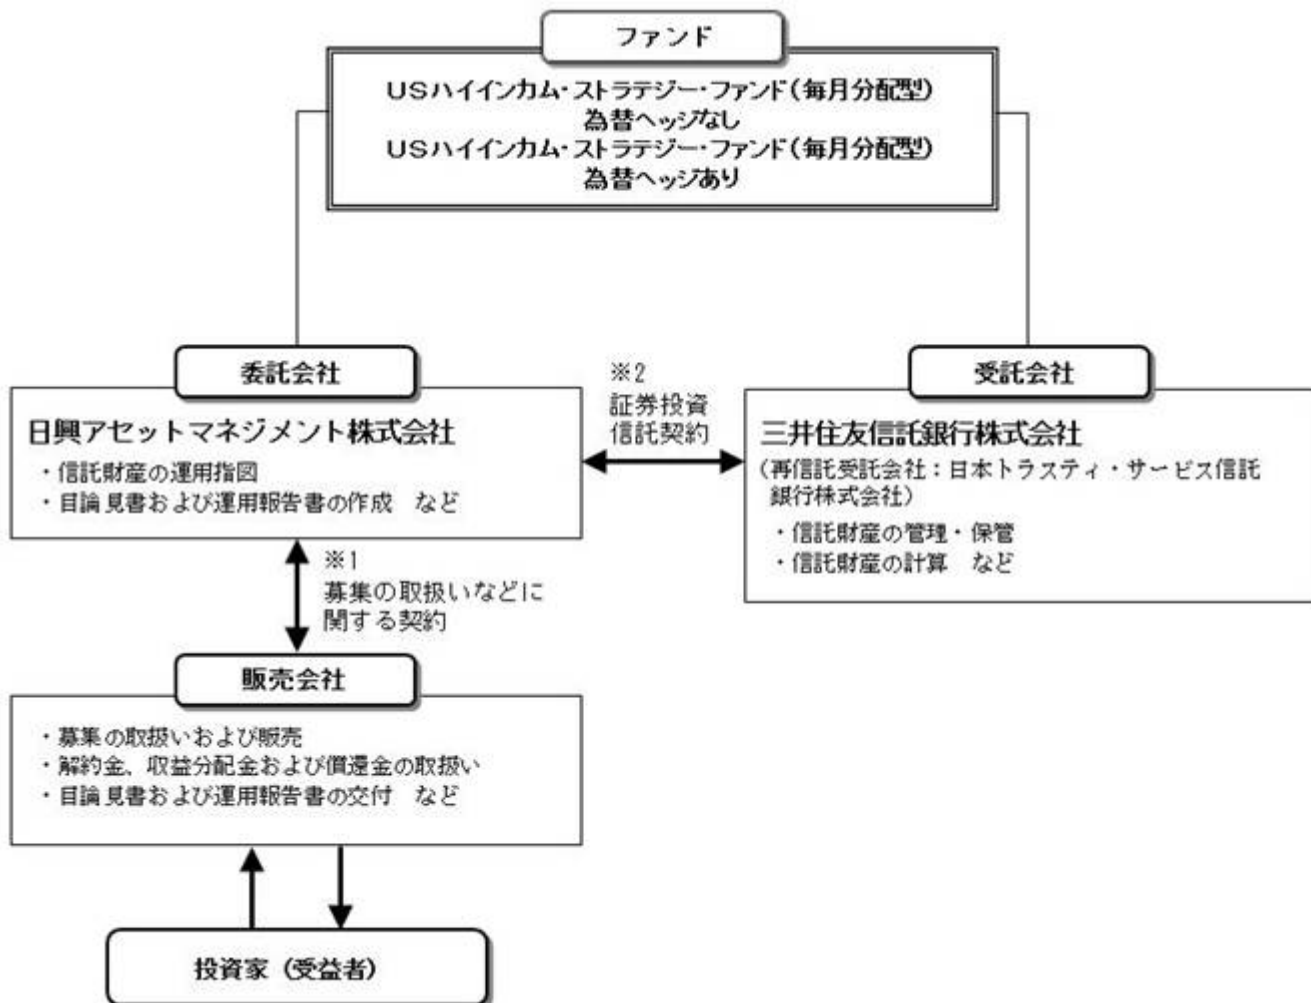 ファンド
USハイインカム・ストラテジー・ファンド(毎月分配型)
為替ヘッジなし
USハイインカム・ストラテジー・ファンド(毎月分配型)
為替ヘッジあり
委託会社
日興アセットマネジメント株式会社
・信託財産の運用指図
・目論見書および運用報告書の作成 など
※2
証券投資
信託契約
受託会社
三井住友信託銀行株式会社
(再信託受託会社:日本トラスティ・サービス信託
銀行株式会社)
・信託財産の管理・保管
・信託財産の計算 など
※1
募集の取扱いなどに
関する契約
販売会社
・募集の取扱いおよび販売
・解約金、収益分配金および償還金の取扱い
・目論見書および運用報告書の交付 など
投資家(受益者)